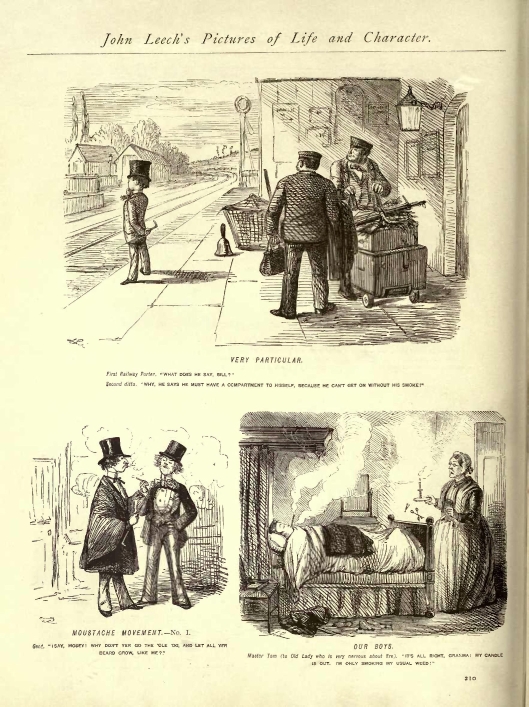 John Leech's Pictures of Life and Character.
VERY PARTICULAR.
First Railway Porter. "WHAT DOES HE SAY, BILL?"
Second ditto. "WHY, HE SAYS HE MUST HAVE A COMPARTMENT TO HISSELF, BECAUSE HE CAN'T GET ON WITHOUT HIS SMOKE!"
MOUSTACHE MOVEMENT.—No. 1.
Gent. "I SAY, MOSEY! WHY DON'T YER GO THE 'OLE 'OG, AND LET ALL YER
BEARD GROW, LIKE ME?"
OUR BOYS.
Master Tom (to Old Lady who is very nervous about fire). "IT'S ALL RIGHT, GRANMA! MY CANDLE
IS OUT. I'M ONLY SMOKING MY USUAL WEED!"
210